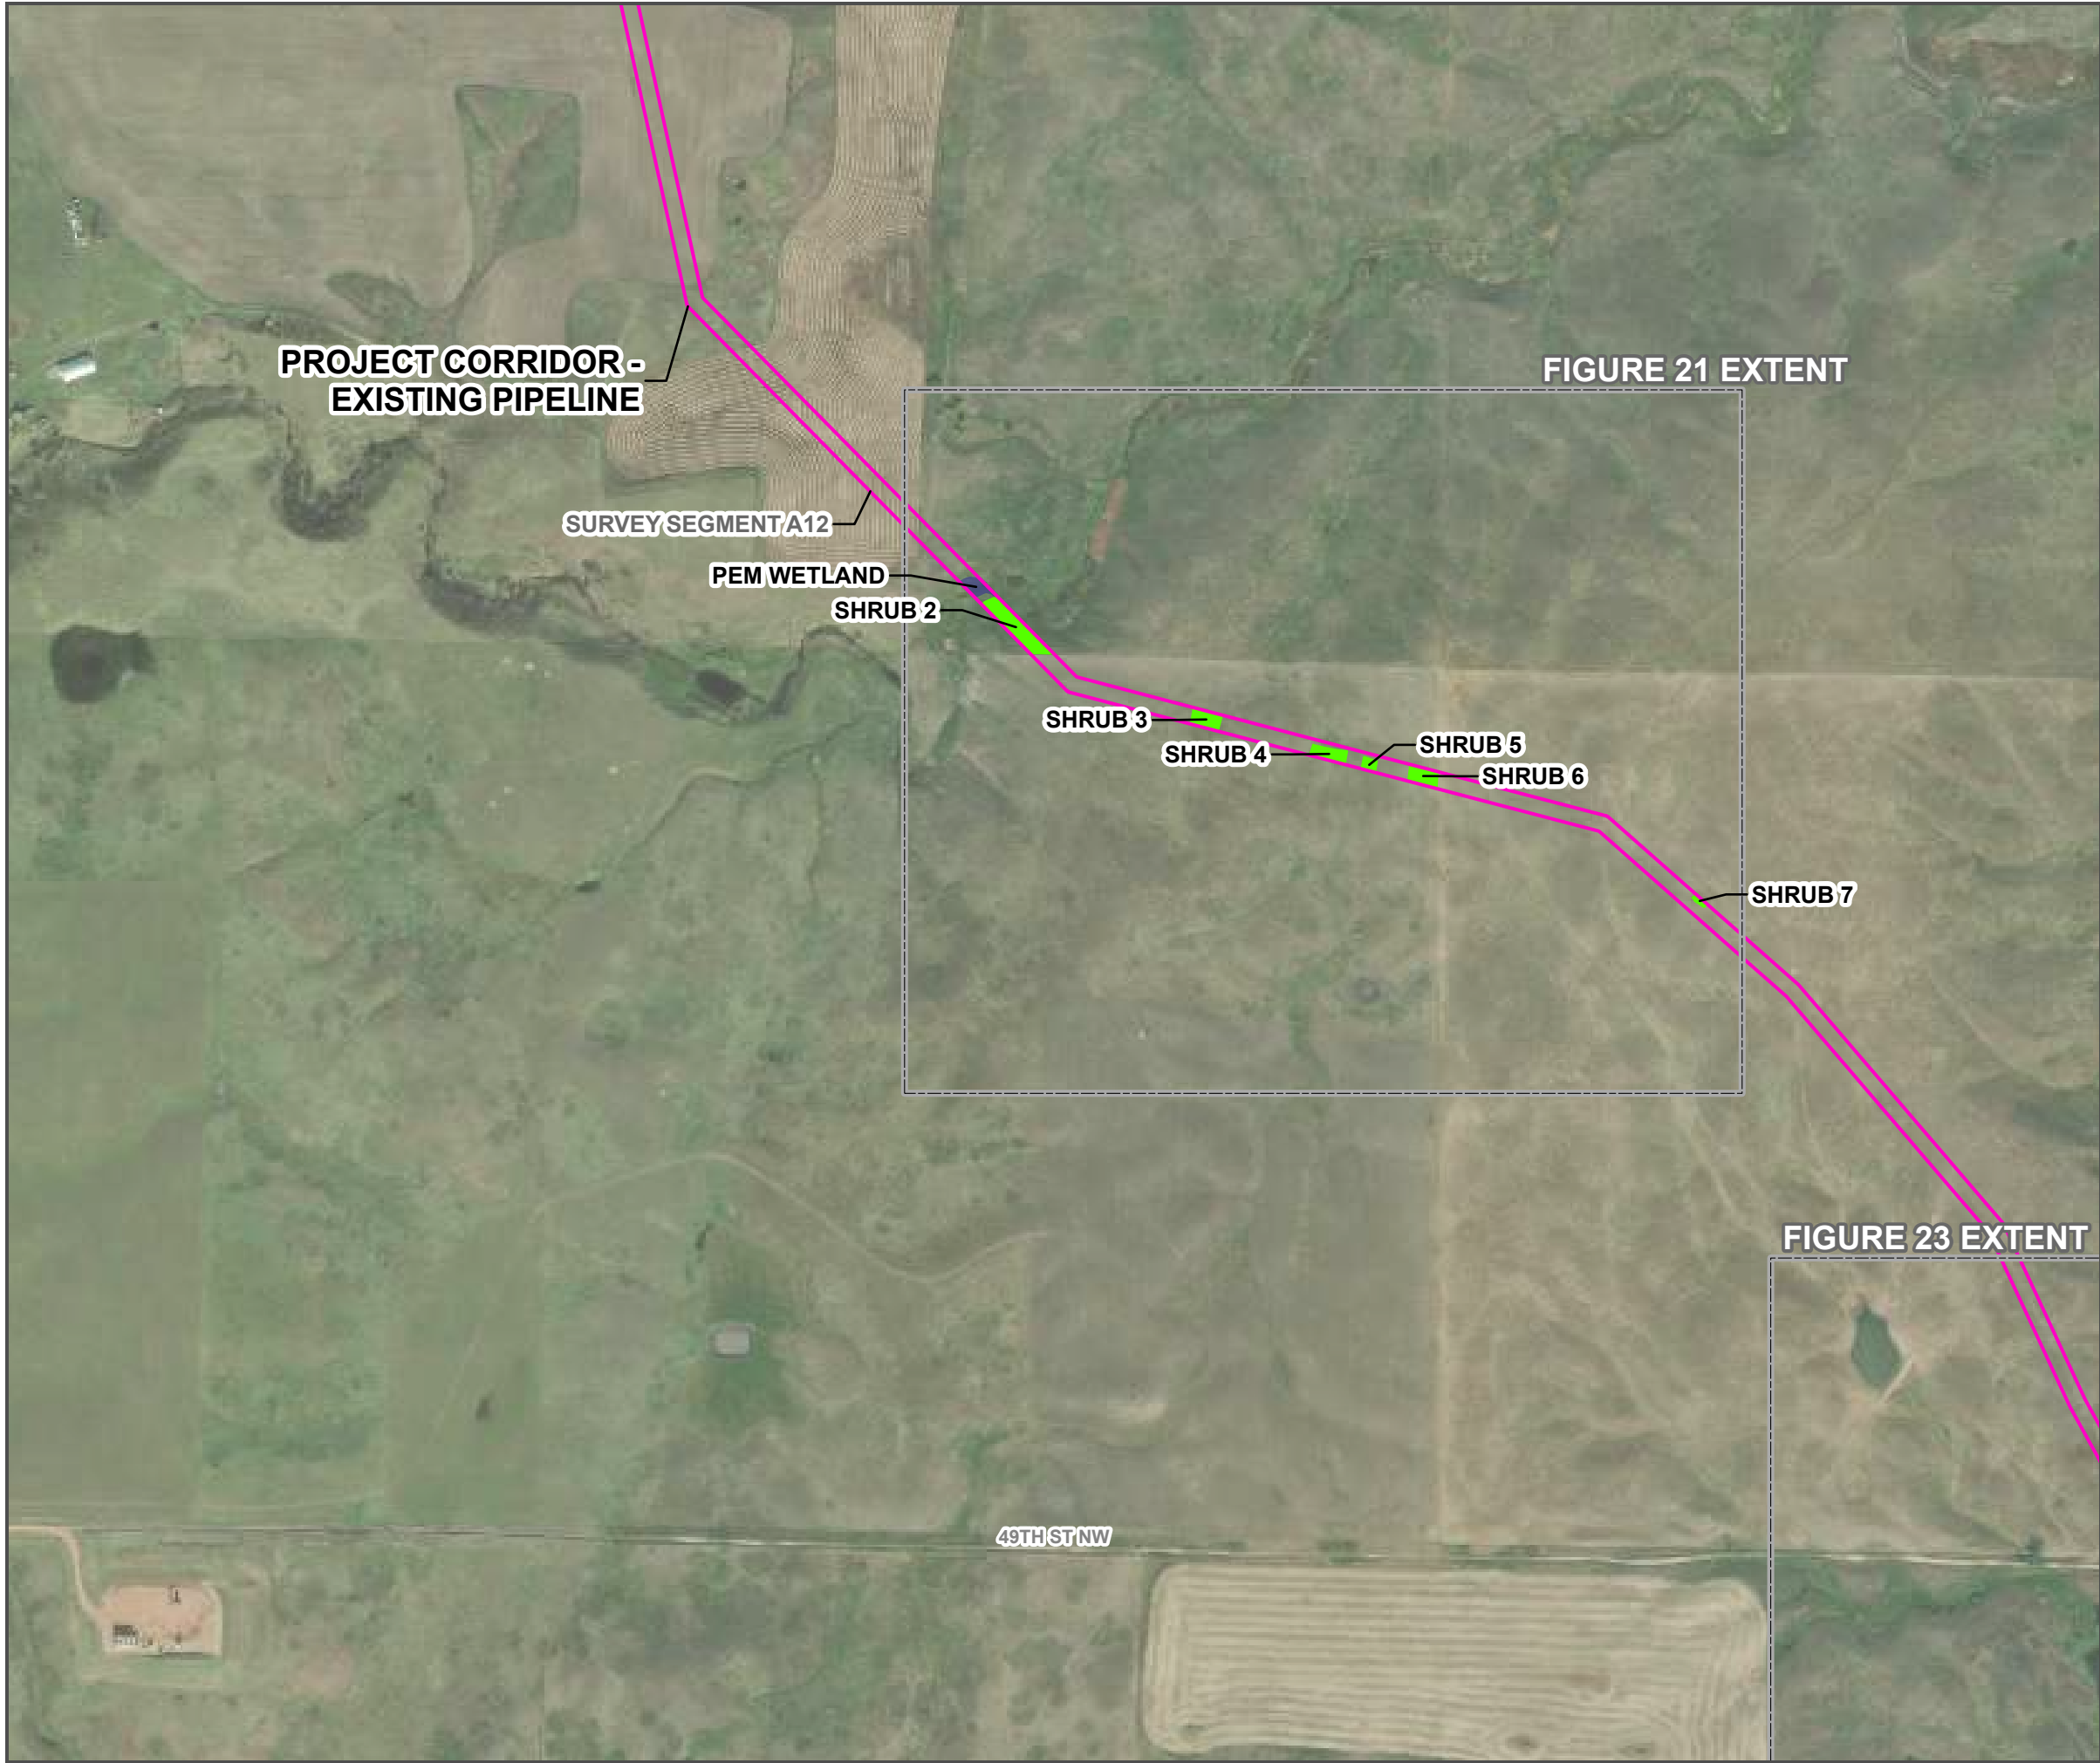 PROJECT CORRIDOR -
EXISTING PIPELINE
FIGURE 21 EXTENT
SURVEY SEGMENT A12
PEM WETLAND
SHRUB 2
SHRUB 3
SHRUB 4
SHRUB 5
SHRUB 6
SHRUB 7
FIGURE 23 EXTENT
49TH ST NW